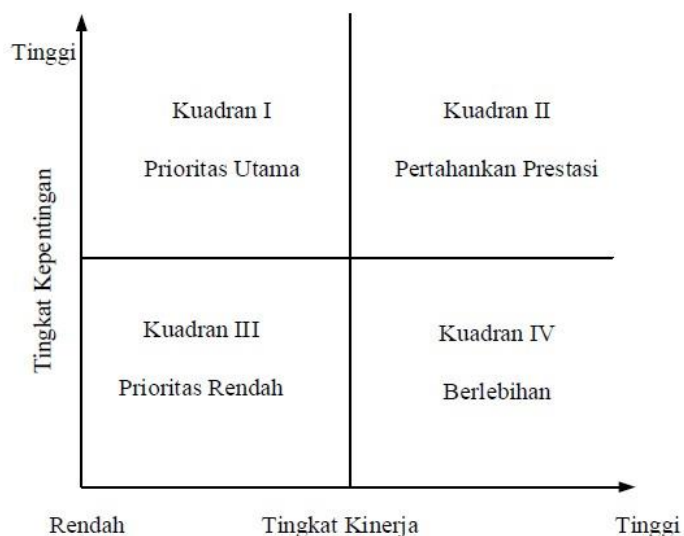 Tinggi
Kuadran I
Prioritas Utama
Kuadran II
Pertahankan Prestasi
Tingkat Kepentingan
Kuadran III
Prioritas Rendah
Kuadran IV
Berlebihan
Rendah
Tingkat Kinerja
Tinggi